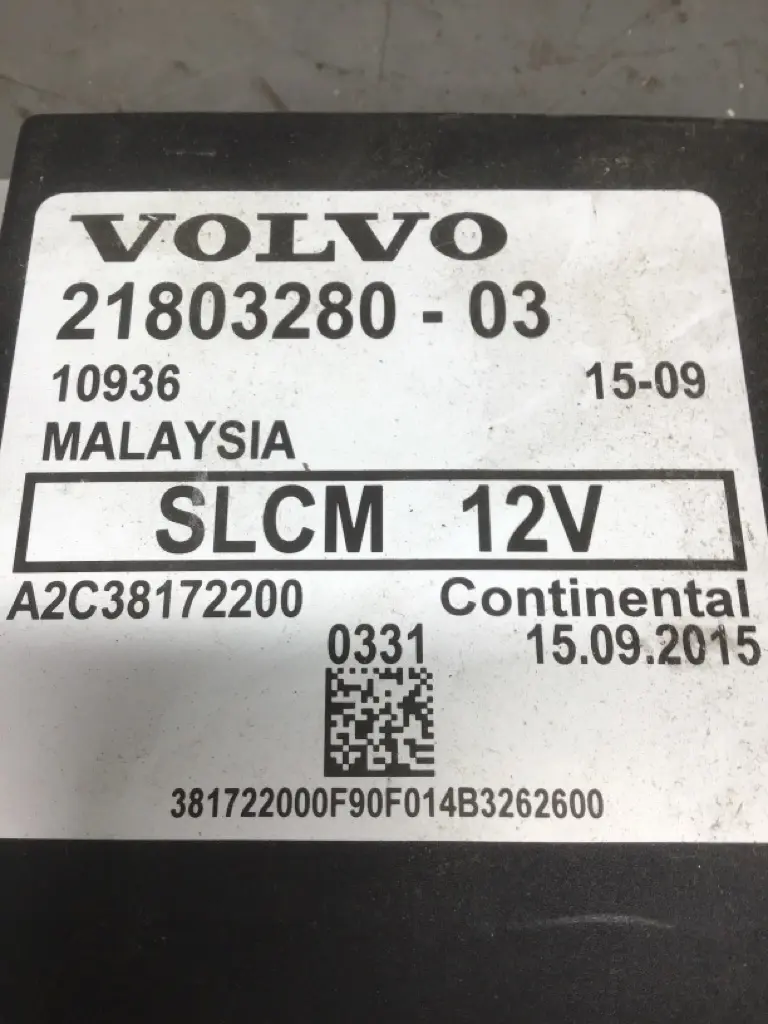 VOLVO
21803280 - 03
10936 15-09
MALAYSIA
SLCM 12V
A2C38172200 Continental
0331 15.09.2015
381722000F90F014B3262600